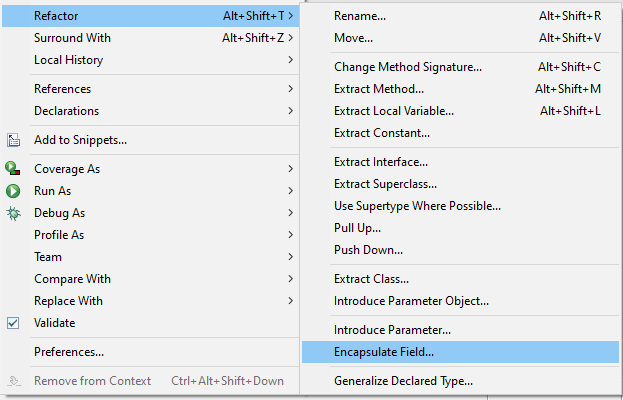 Refactor Alt+Shift+T >
Surround With Alt+Shift+Z >
Local History >
References >
Declarations >
Add to Snippets...
Coverage As >
Run As >
Debug As >
Profile As >
Team >
Compare With >
Replace With >
Validate
Preferences...
Remove from Context Ctrl+Alt+Shift+Down
Rename... Alt+Shift+R
Move... Alt+Shift+V
Change Method Signature... Alt+Shift+C
Extract Method... Alt+Shift+M
Extract Local Variable... Alt+Shift+L
Extract Constant...
Extract Interface...
Extract Superclass...
Use Supertype Where Possible...
Pull Up...
Push Down...
Extract Class...
Introduce Parameter Object...
Introduce Parameter...
Encapsulate Field...
Generalize Declared Type...